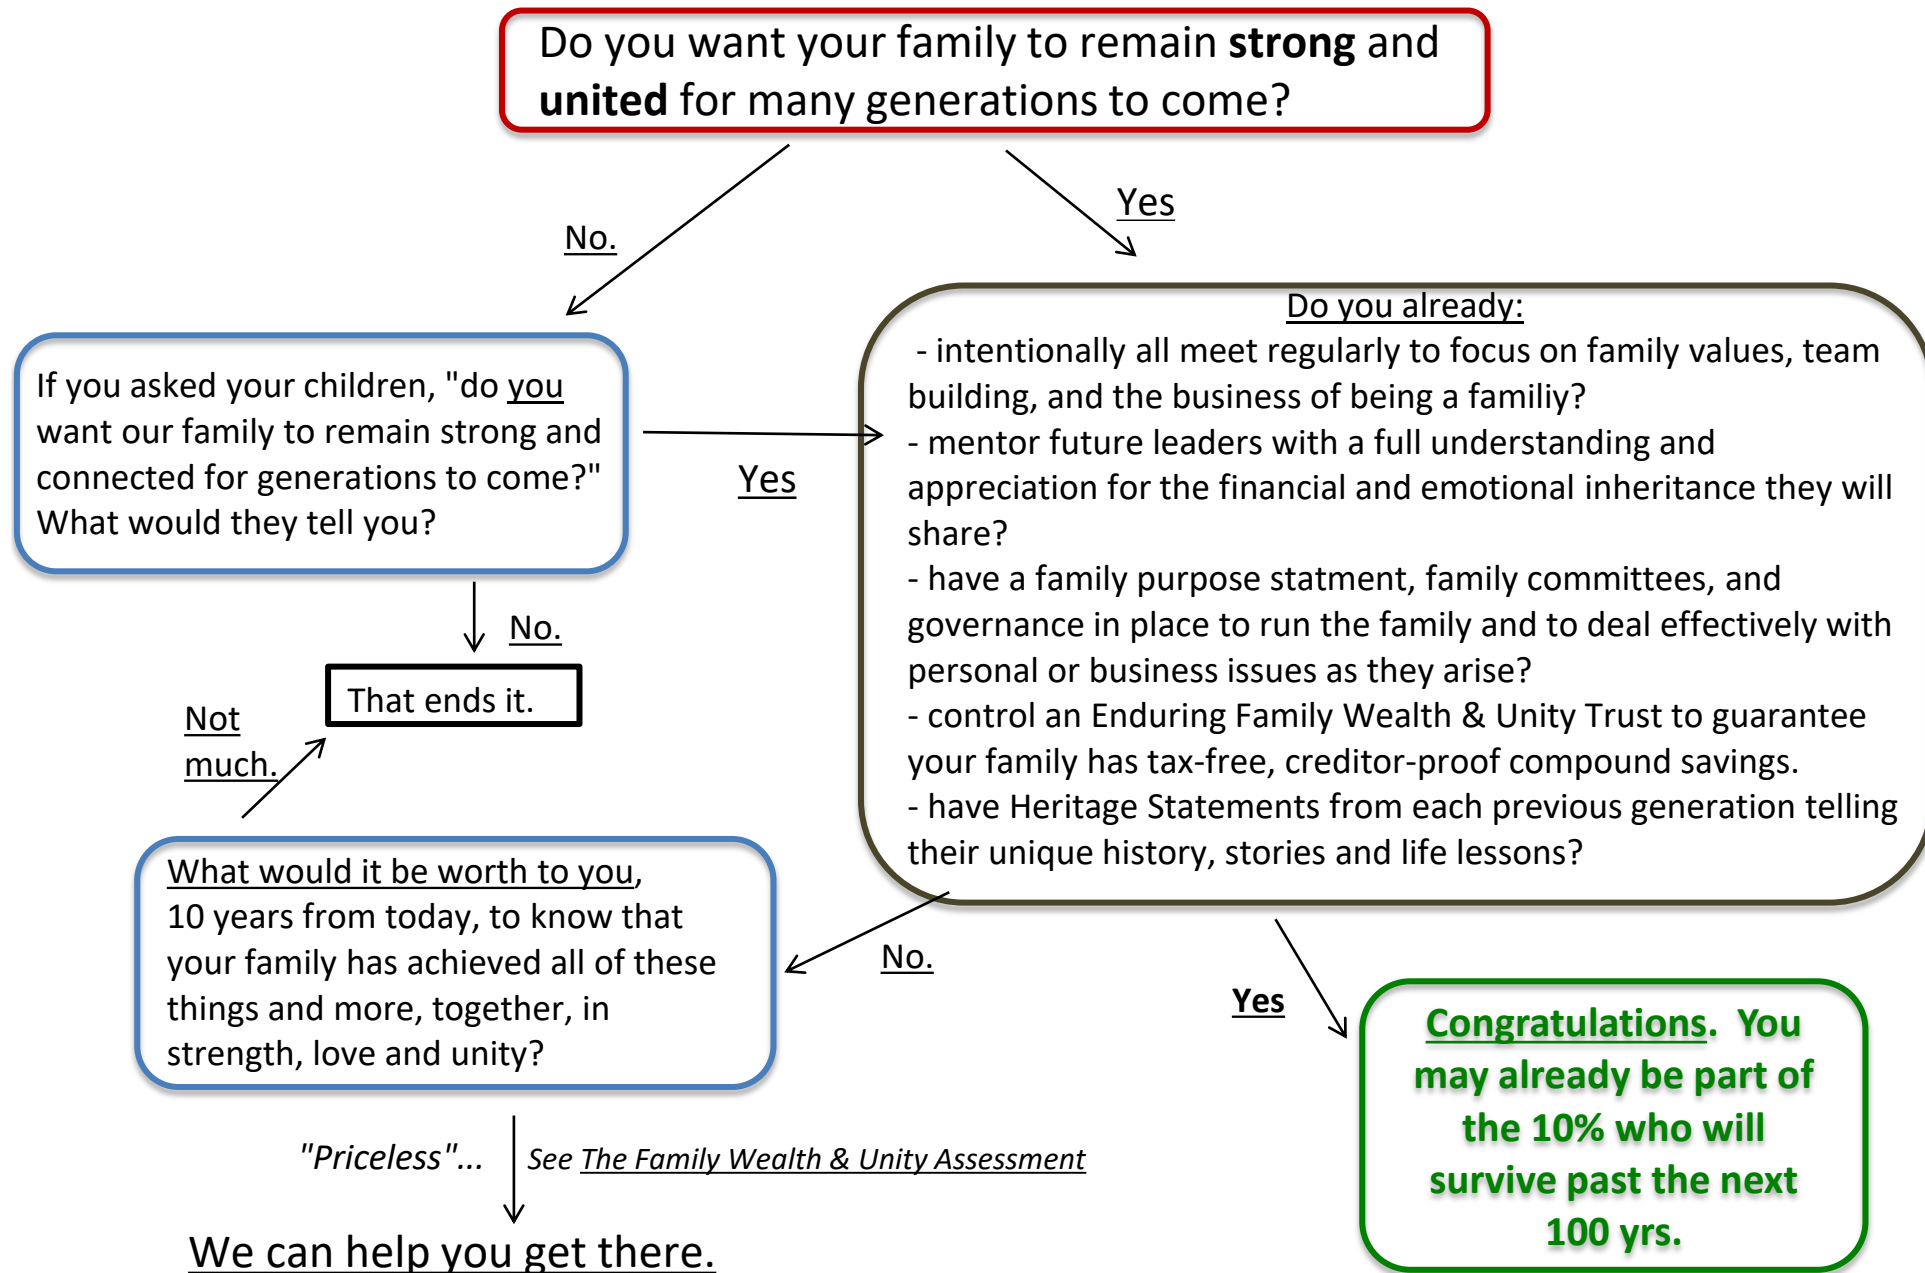 Do you want your family to remain strong and
united for many generations to come?
No.
Yes
If you asked your children, "do you
want our family to remain strong and
connected for generations to come?"
What would they tell you?
Yes
No.
That ends it.
Do you already:
- intentionally all meet regularly to focus on family values, team
building, and the business of being a familiy?
- mentor future leaders with a full understanding and
appreciation for the financial and emotional inheritance they will
share?
- have a family purpose statment, family committees, and
governance in place to run the family and to deal effectively with
personal or business issues as they arise?
- control an Enduring Family Wealth & Unity Trust to guarantee
your family has tax-free, creditor-proof compound savings.
- have Heritage Statements from each previous generation telling
their unique history, stories and life lessons?
Not
much.
What would it be worth to you,
10 years from today, to know that
your family has achieved all of these
things and more, together, in
strength, love and unity?
No.
Yes
Congratulations. You
may already be part of
the 10% who will
survive past the next
100 yrs.
"Priceless"...
See The Family Wealth & Unity Assessment
We can help you get there.